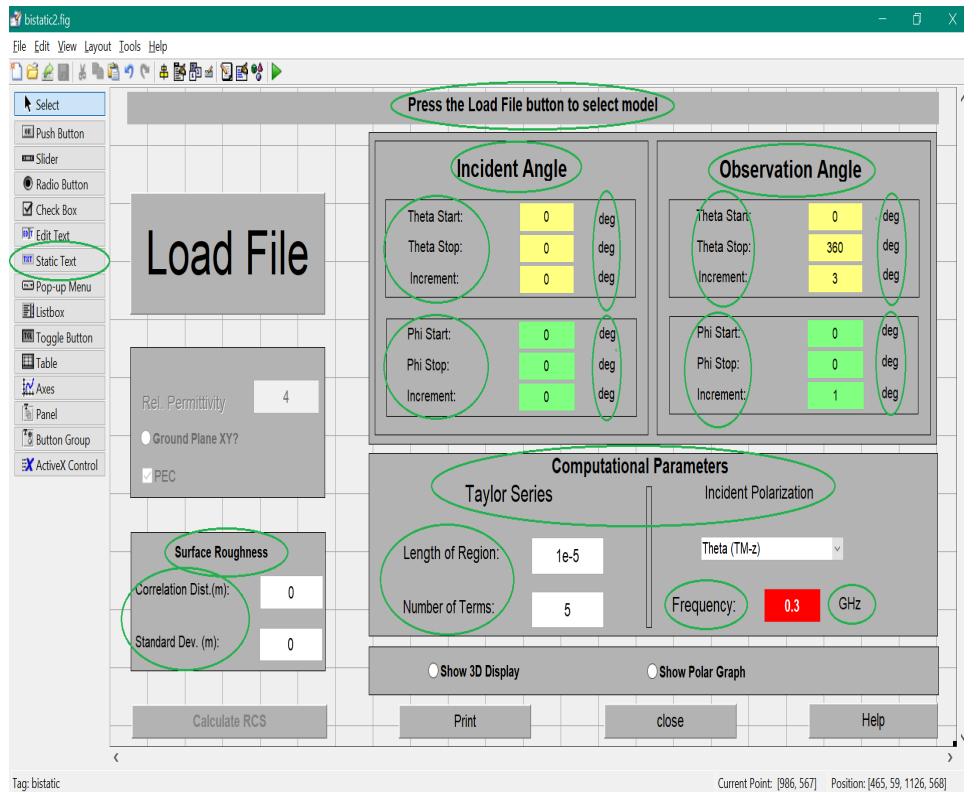 bistatic2.fig
File Edit View Layout Tools Help
Select
Push Button
Slider
Radio Button
Check Box
Edit Text
Static Text
Pop-up Menu
Listbox
Toggle Button
Table
Axes
Panel
Button Group
ActiveX Control
Press the Load File button to select model
Load File
Incident Angle
Theta Start: 0 deg
Theta Stop: 0 deg
Increment: 0 deg
Phi Start: 0 deg
Phi Stop: 0 deg
Increment: 0 deg
Observation Angle
Theta Start: 0 deg
Theta Stop: 360 deg
Increment: 3 deg
Phi Start: 0 deg
Phi Stop: 0 deg
Increment: 1 deg
Rel. Permittivity 4
Ground Plane XY?
PEC
Surface Roughness
Correlation Dist.(m): 0
Standard Dev. (m): 0
Computational Parameters
Taylor Series
Length of Region: 1e-5
Number of Terms: 5
Incident Polarization
Theta (TM-z)
Frequency: 0.3 GHz
Show 3D Display Show Polar Graph
Calculate RCS Print close Help
Tag: bistatic Current Point: [986, 567] Position: [465, 59, 1126, 568]